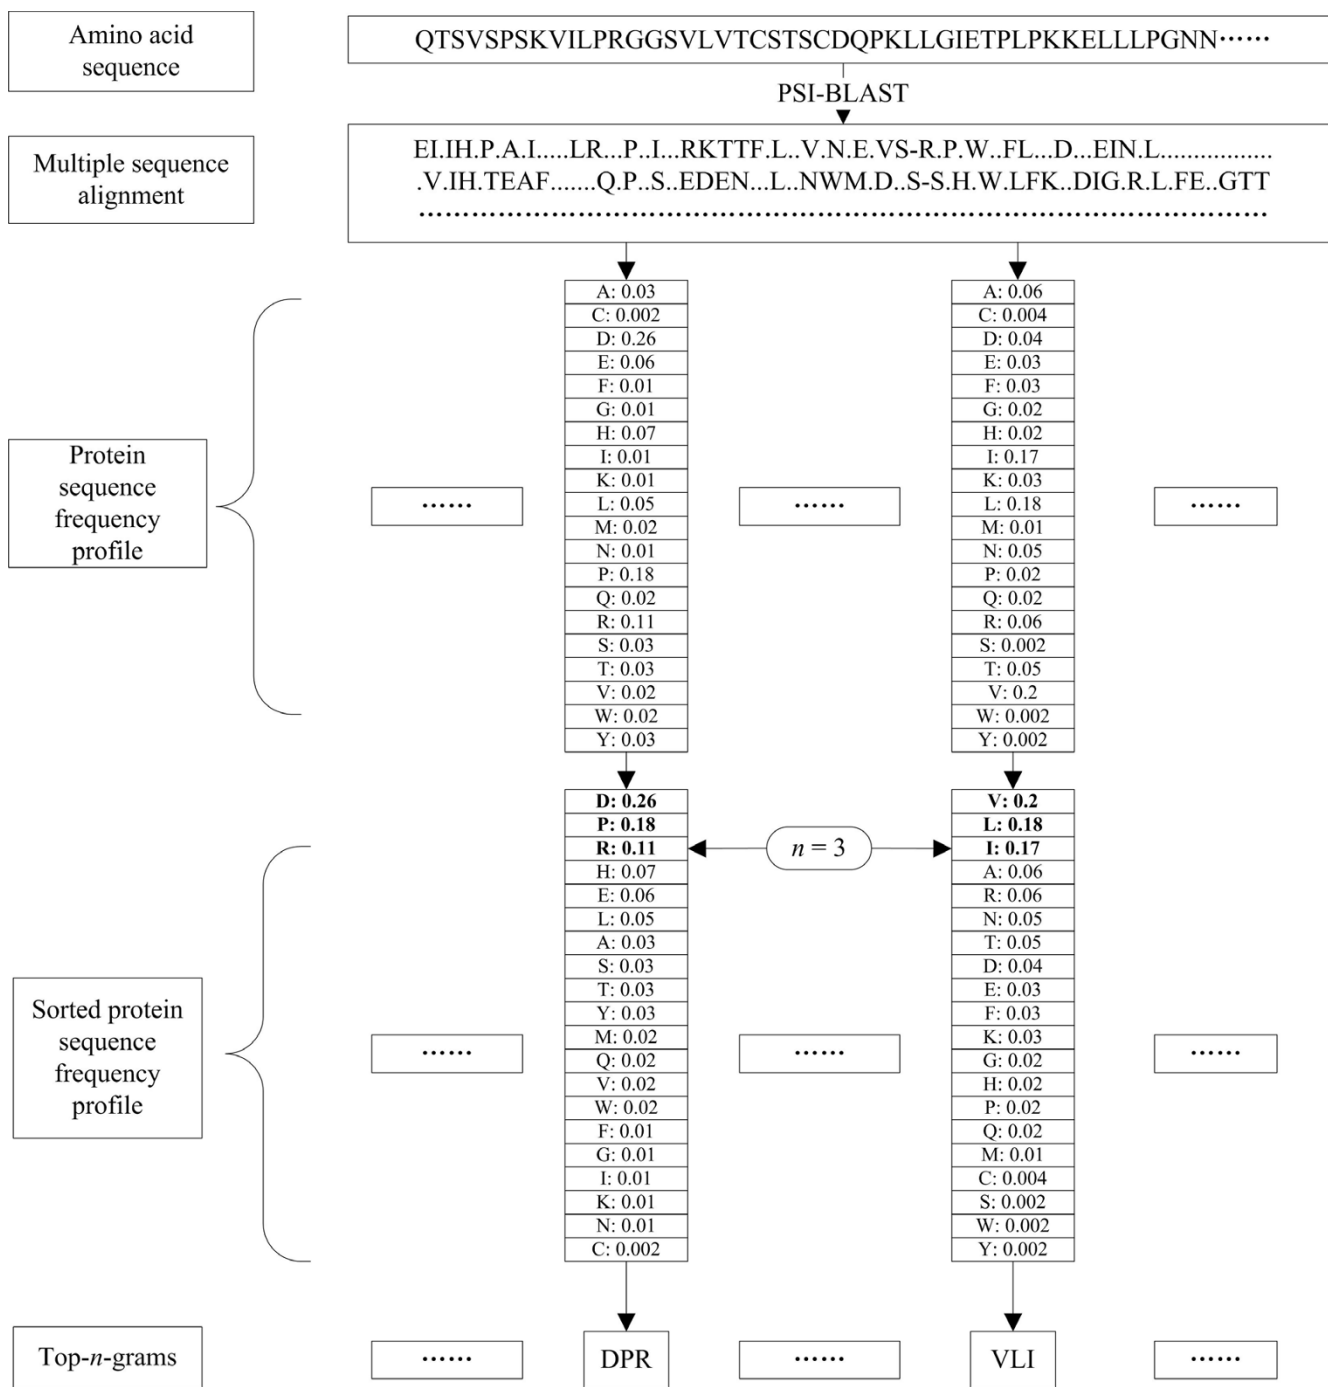 Amino acid
sequence
QTSVSPSKVILPRGGSVLVTCSTSCDQPKLLGIETPLPKKELLLPGNN······
PSI-BLAST
Multiple sequence
alignment
EI.IH.P.A.I.....LR...P..I...RKTTF.L..V.N.E.VS-R.P.W..FL...D...EIN.L.................
.V.IH.TEAF.......Q.P..S..EDEN...L..NWM.D..S-S.H.W.LFK..DIG.R.L.FE..GTT
····················································································
Protein
sequence
frequency
profile
······
A: 0.03
C: 0.002
D: 0.26
E: 0.06
F: 0.01
G: 0.01
H: 0.07
I: 0.01
K: 0.01
L: 0.05
M: 0.02
N: 0.01
P: 0.18
Q: 0.02
R: 0.11
S: 0.03
T: 0.03
V: 0.02
W: 0.02
Y: 0.03
······
A: 0.06
C: 0.004
D: 0.04
E: 0.03
F: 0.03
G: 0.02
H: 0.02
I: 0.17
K: 0.03
L: 0.18
M: 0.01
N: 0.05
P: 0.02
Q: 0.02
R: 0.06
S: 0.002
T: 0.05
V: 0.2
W: 0.002
Y: 0.002
······
Sorted protein
sequence
frequency
profile
······
D: 0.26
P: 0.18
R: 0.11
H: 0.07
E: 0.06
L: 0.05
A: 0.03
S: 0.03
T: 0.03
Y: 0.03
M: 0.02
Q: 0.02
V: 0.02
W: 0.02
F: 0.01
G: 0.01
I: 0.01
K: 0.01
N: 0.01
C: 0.002
n = 3
······
V: 0.2
L: 0.18
I: 0.17
A: 0.06
R: 0.06
N: 0.05
T: 0.05
D: 0.04
E: 0.03
F: 0.03
K: 0.03
G: 0.02
H: 0.02
P: 0.02
Q: 0.02
M: 0.01
C: 0.004
S: 0.002
W: 0.002
Y: 0.002
······
Top-n-grams
······
DPR
······
VLI
······